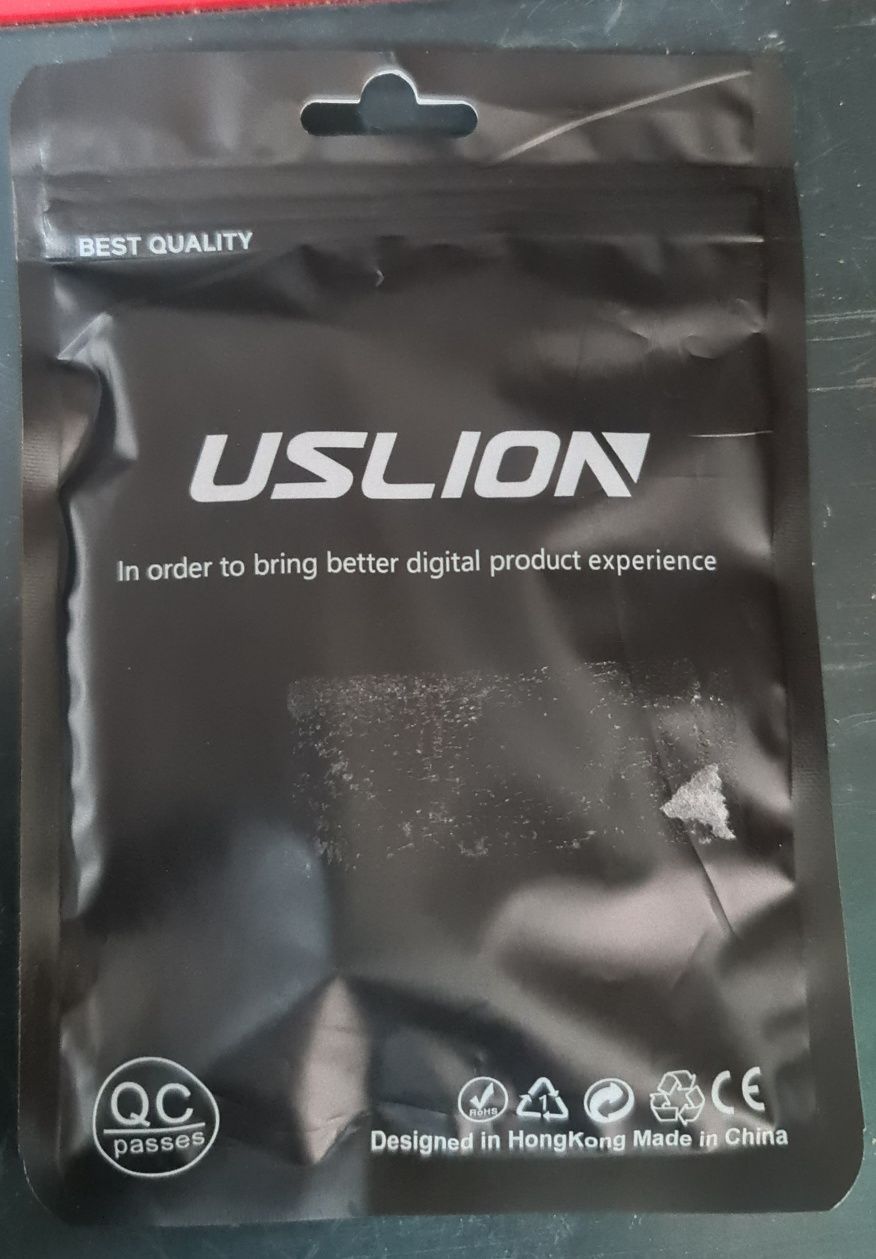 BEST QUALITY
USLION
In order to bring better digital product experience
QC
passes
RoHS
1
CE
Designed in HongKong Made in China